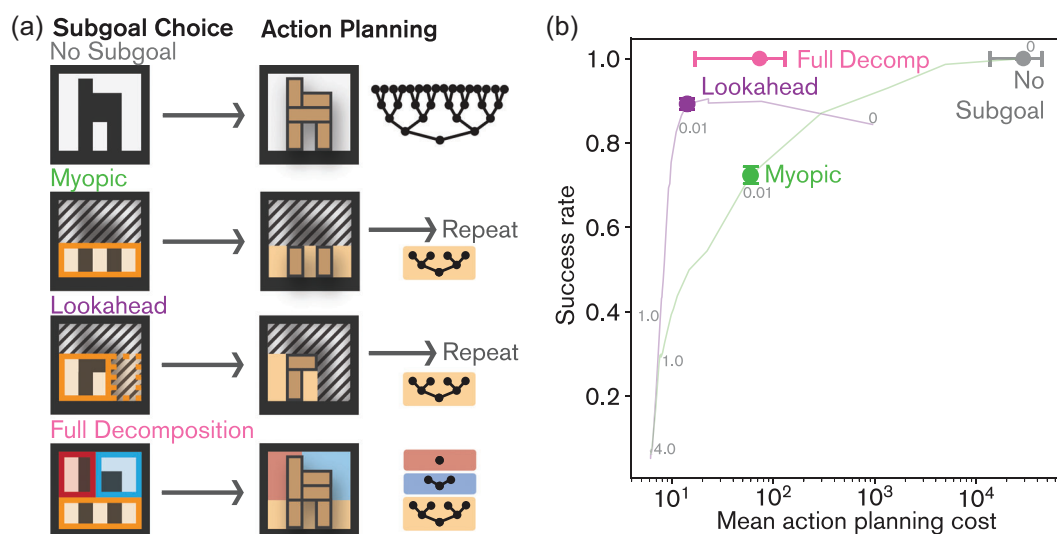 (a)
Subgoal Choice
Action Planning
No Subgoal
Myopic
Repeat
Lookahead
Repeat
Full Decomposition
(b)
Success rate
1.0
0.8
0.6
0.4
0.2
Full Decomp
0
No
Subgoal
Lookahead
0.01
0
Myopic
0.01
1.0
1.0
4.0
10¹
10²
10³
10⁴
Mean action planning cost